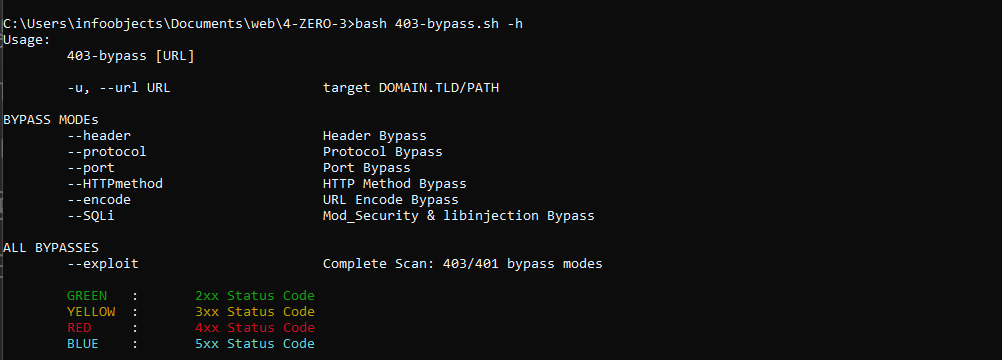 C:\Users\infoobjects\Documents\web\4-ZERO-3>bash 403-bypass.sh -h
Usage:
403-bypass [URL]
-u, --url URL target DOMAIN.TLD/PATH
BYPASS MODEs
--header Header Bypass
--protocol Protocol Bypass
--port Port Bypass
--HTTPmethod HTTP Method Bypass
--encode URL Encode Bypass
--SQLi Mod_Security & libinjection Bypass
ALL BYPASSES
--exploit Complete Scan: 403/401 bypass modes
GREEN : 2xx Status Code
YELLOW : 3xx Status Code
RED : 4xx Status Code
BLUE : 5xx Status Code